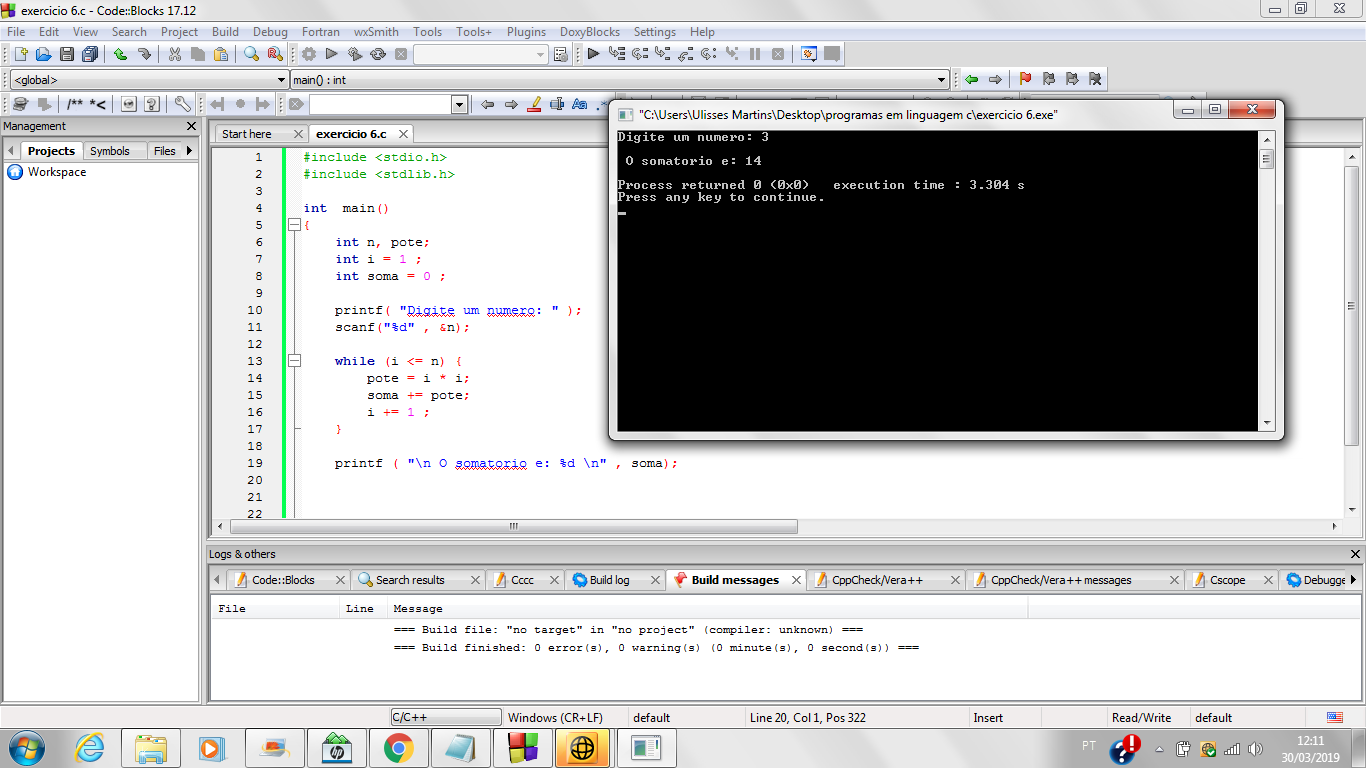 exercicio 6.c - Code::Blocks 17.12
File Edit View Search Project Build Debug Fortran wxSmith Tools Tools+ Plugins DoxyBlocks Settings Help
<global> main() : int
/** *<
Aa .*
Management
Projects Symbols Files
Workspace
Start here exercicio 6.c
1 #include <stdio.h>
2 #include <stdlib.h>
3
4 int  main()
5 {
6     int n, pote;
7     int i = 1 ;
8     int soma = 0 ;
9
10     printf( "Digite um numero: " );
11     scanf("%d" , &n);
12
13     while (i <= n) {
14         pote = i * i;
15         soma += pote;
16         i += 1 ;
17     }
18
19     printf ( "\n O somatorio e: %d \n" , soma);
20
21
22
"C:\Users\Ulisses Martins\Desktop\programas em linguagem c\exercicio 6.exe"
Digite um numero: 3
 O somatorio e: 14
Process returned 0 (0x0)   execution time : 3.304 s
Press any key to continue.
Logs & others
Code::Blocks Search results Cccc Build log Build messages CppCheck/Vera++ CppCheck/Vera++ messages Cscope Debugge
File Line Message
=== Build file: "no target" in "no project" (compiler: unknown) ===
=== Build finished: 0 error(s), 0 warning(s) (0 minute(s), 0 second(s)) ===
C/C++ Windows (CR+LF) default Line 20, Col 1, Pos 322 Insert Read/Write default
hp
PT
12:11
30/03/2019